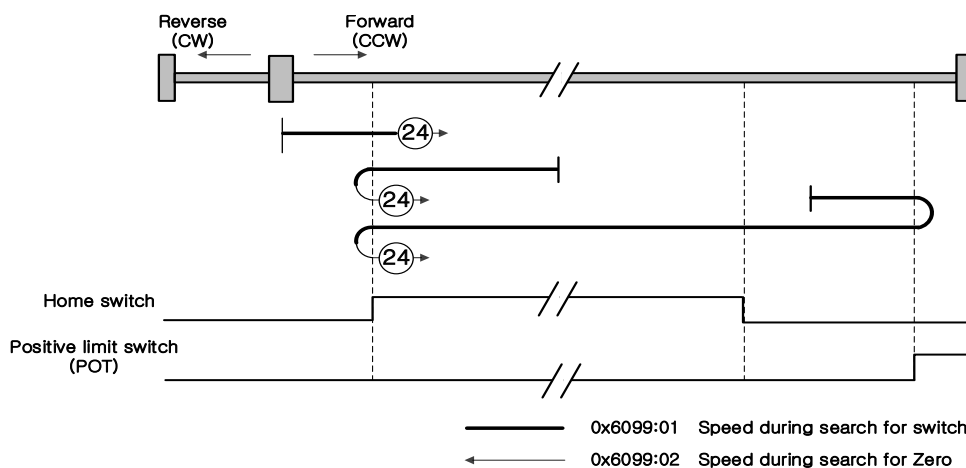 Reverse
(CW)
Forward
(CCW)
24
24
24
Home switch
Positive limit switch
(POT)
0x6099:01 Speed during search for switch
0x6099:02 Speed during search for Zero